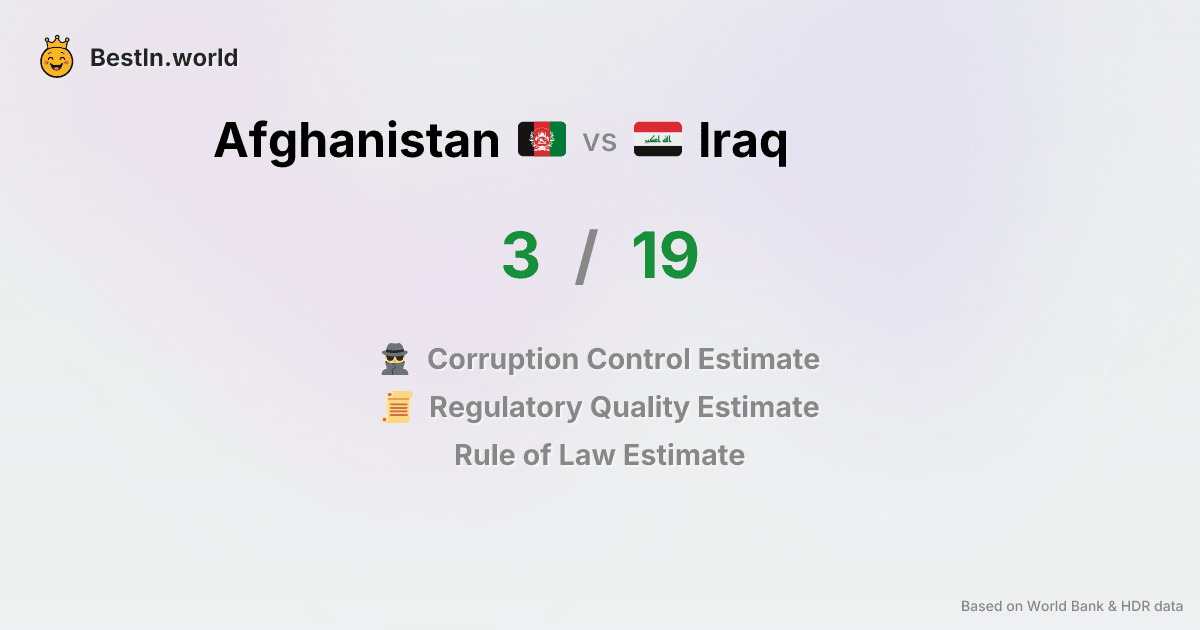 BestIn.world
Afghanistan vs Iraq
3 / 19
Corruption Control Estimate
Regulatory Quality Estimate
Rule of Law Estimate
Based on World Bank & HDR data